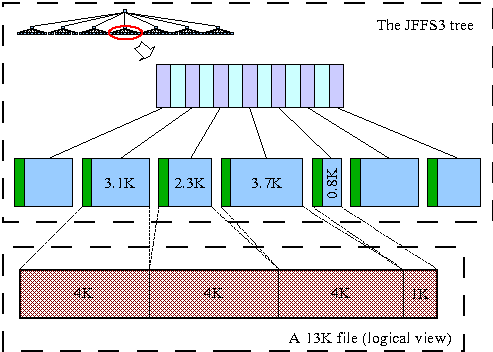 The JFFS3 tree
3.1K
2.3K
3.7K
0.8K
4K
4K
4K
1K
A 13K file (logical view)